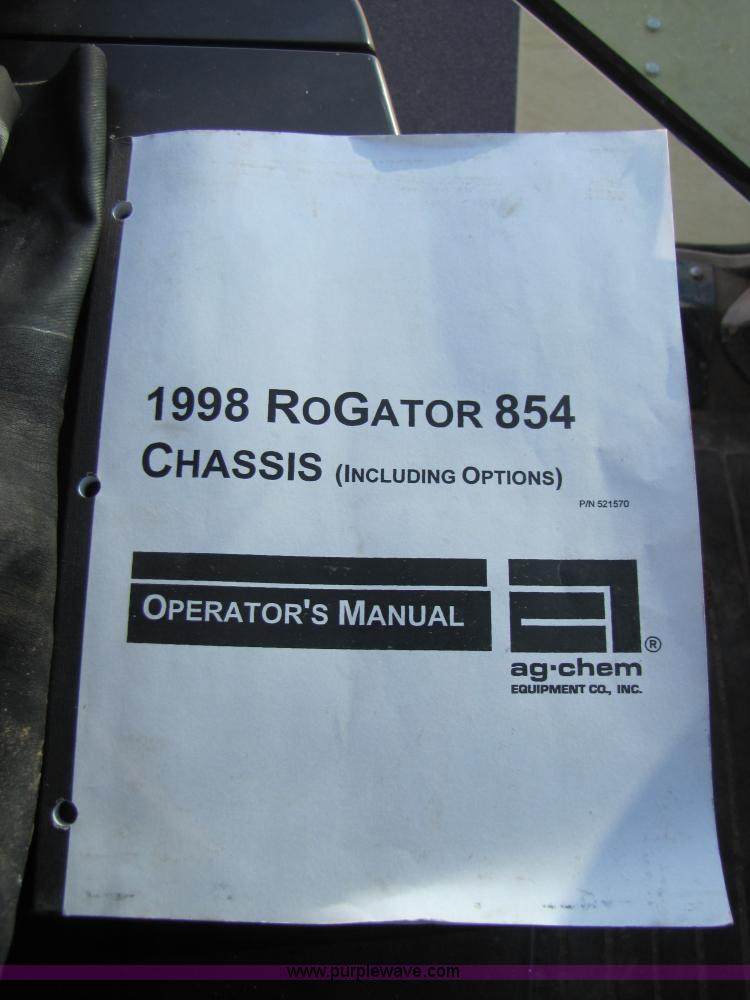 1998 ROGATOR 854
CHASSIS (INCLUDING OPTIONS)
P/N 521570
OPERATOR'S MANUAL
®
ag·chem
EQUIPMENT CO., INC.
www.purplewave.com